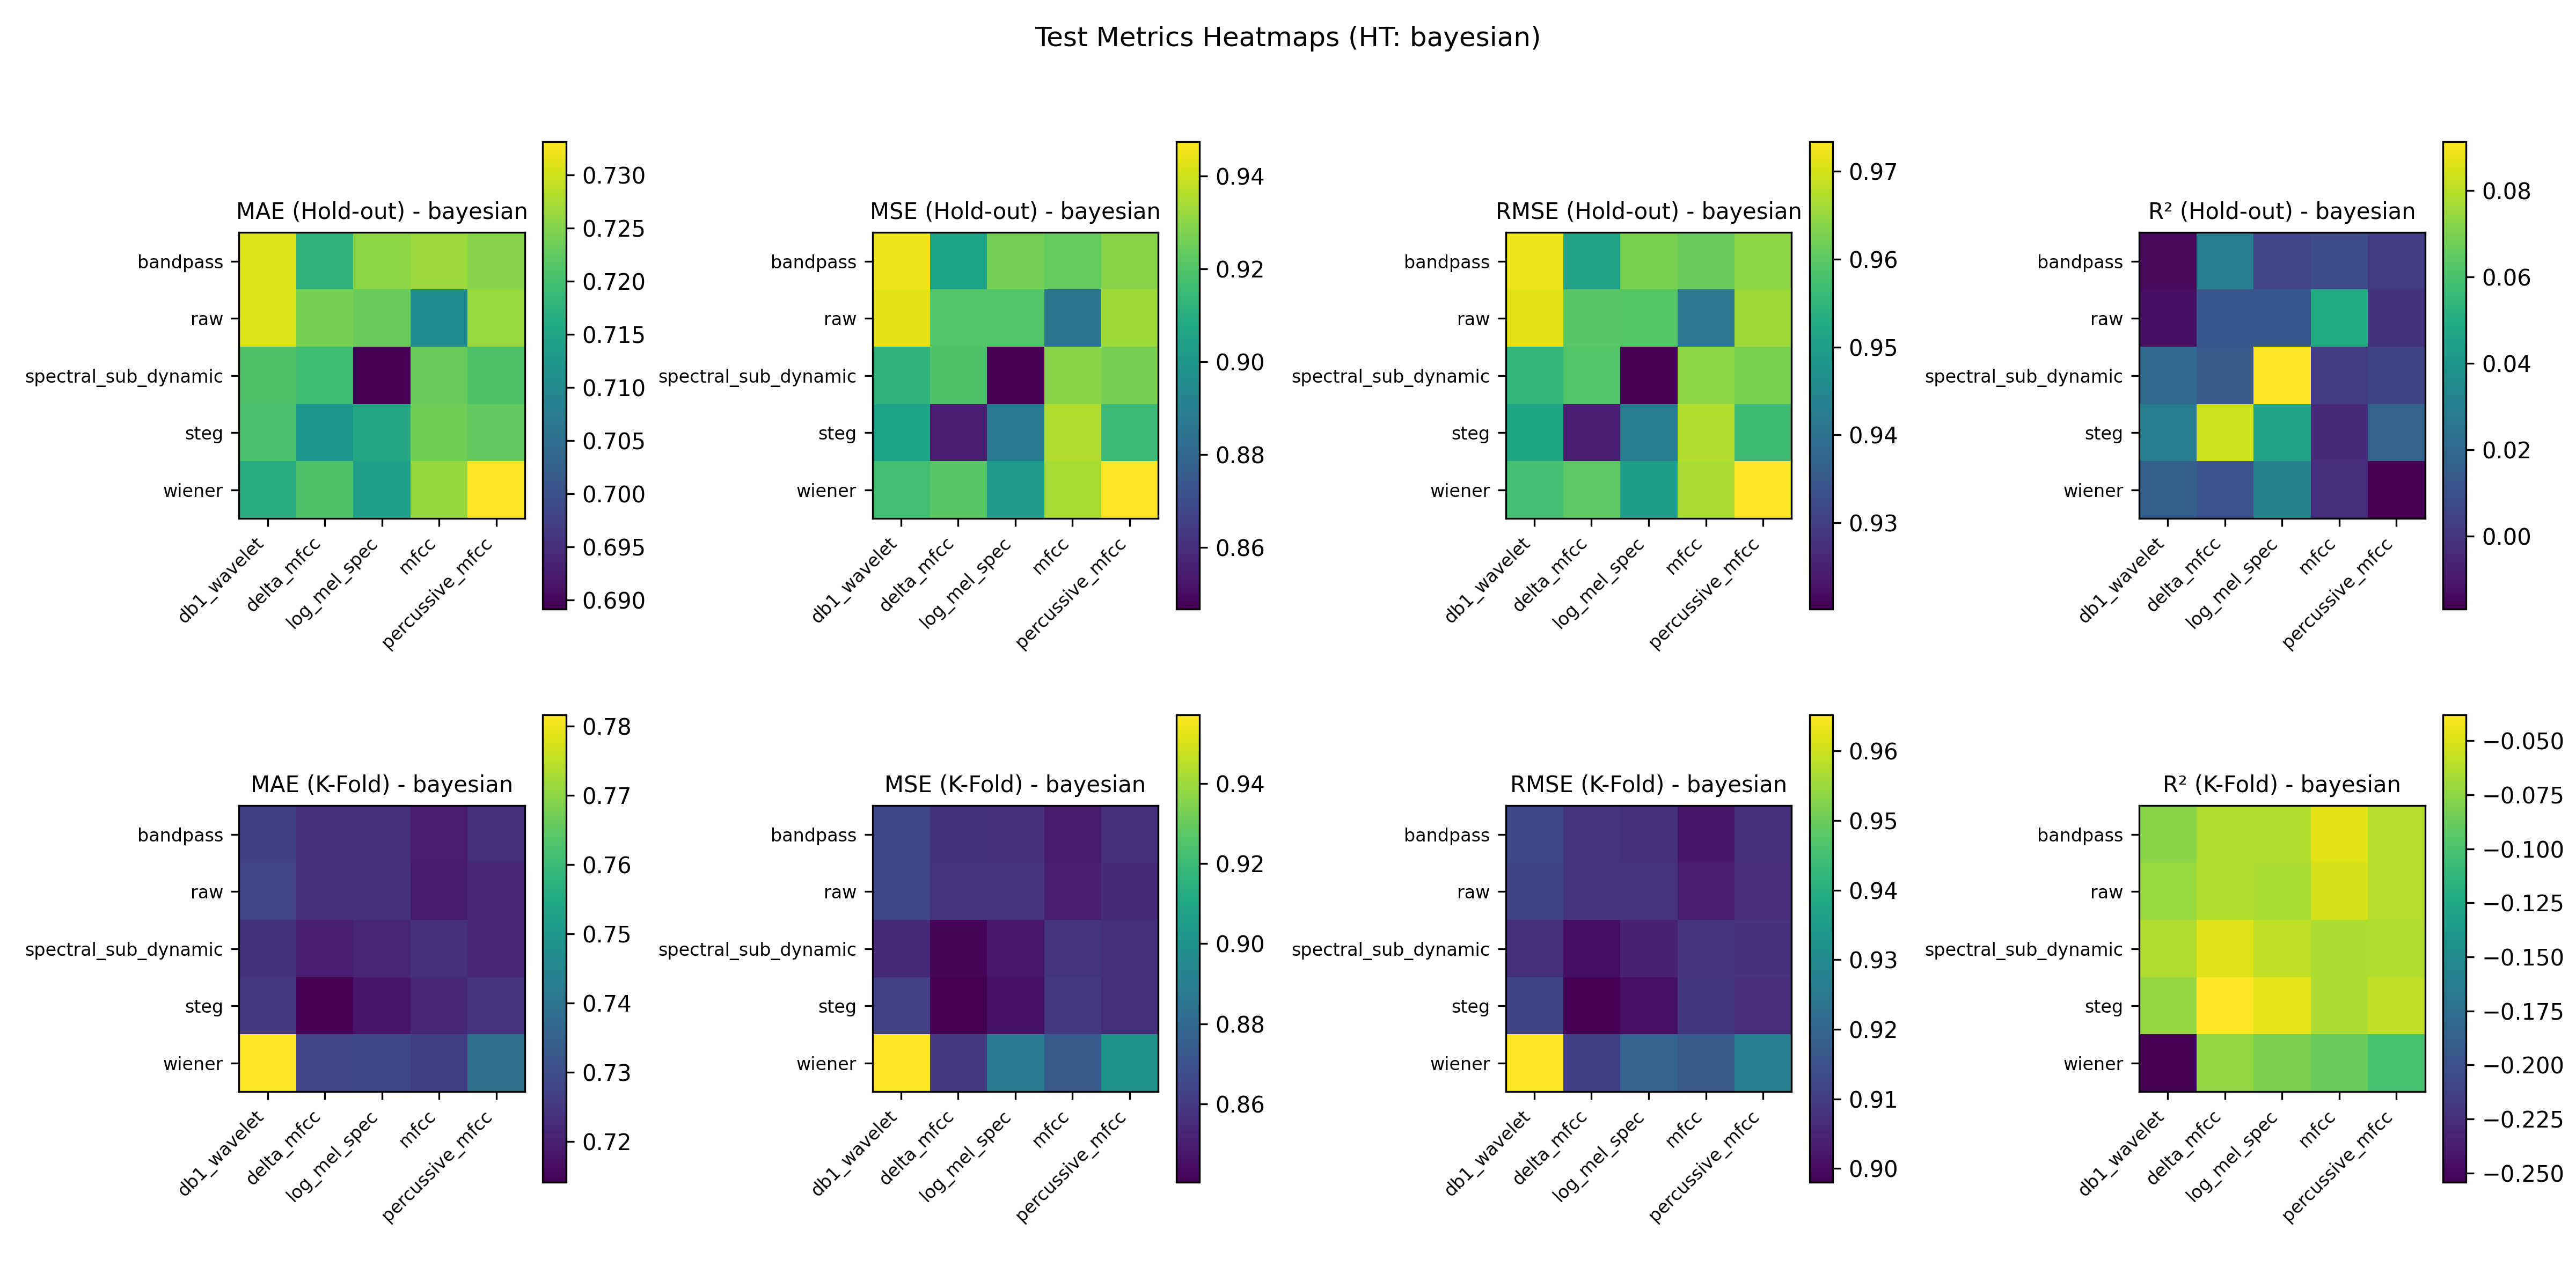 Test Metrics Heatmaps (HT: bayesian)
MAE (Hold-out) - bayesian
bandpass
raw
spectral_sub_dynamic
steg
wiener
db1_wavelet
delta_mfcc
log_mel_spec
mfcc
percussive_mfcc
0.730
0.725
0.720
0.715
0.710
0.705
0.700
0.695
0.690
MSE (Hold-out) - bayesian
bandpass
raw
spectral_sub_dynamic
steg
wiener
db1_wavelet
delta_mfcc
log_mel_spec
mfcc
percussive_mfcc
0.94
0.92
0.90
0.88
0.86
RMSE (Hold-out) - bayesian
bandpass
raw
spectral_sub_dynamic
steg
wiener
db1_wavelet
delta_mfcc
log_mel_spec
mfcc
percussive_mfcc
0.97
0.96
0.95
0.94
0.93
R² (Hold-out) - bayesian
bandpass
raw
spectral_sub_dynamic
steg
wiener
db1_wavelet
delta_mfcc
log_mel_spec
mfcc
percussive_mfcc
0.08
0.06
0.04
0.02
0.00
MAE (K-Fold) - bayesian
bandpass
raw
spectral_sub_dynamic
steg
wiener
db1_wavelet
delta_mfcc
log_mel_spec
mfcc
percussive_mfcc
0.78
0.77
0.76
0.75
0.74
0.73
0.72
MSE (K-Fold) - bayesian
bandpass
raw
spectral_sub_dynamic
steg
wiener
db1_wavelet
delta_mfcc
log_mel_spec
mfcc
percussive_mfcc
0.94
0.92
0.90
0.88
0.86
RMSE (K-Fold) - bayesian
bandpass
raw
spectral_sub_dynamic
steg
wiener
db1_wavelet
delta_mfcc
log_mel_spec
mfcc
percussive_mfcc
0.96
0.95
0.94
0.93
0.92
0.91
0.90
R² (K-Fold) - bayesian
bandpass
raw
spectral_sub_dynamic
steg
wiener
db1_wavelet
delta_mfcc
log_mel_spec
mfcc
percussive_mfcc
−0.050
−0.075
−0.100
−0.125
−0.150
−0.175
−0.200
−0.225
−0.250